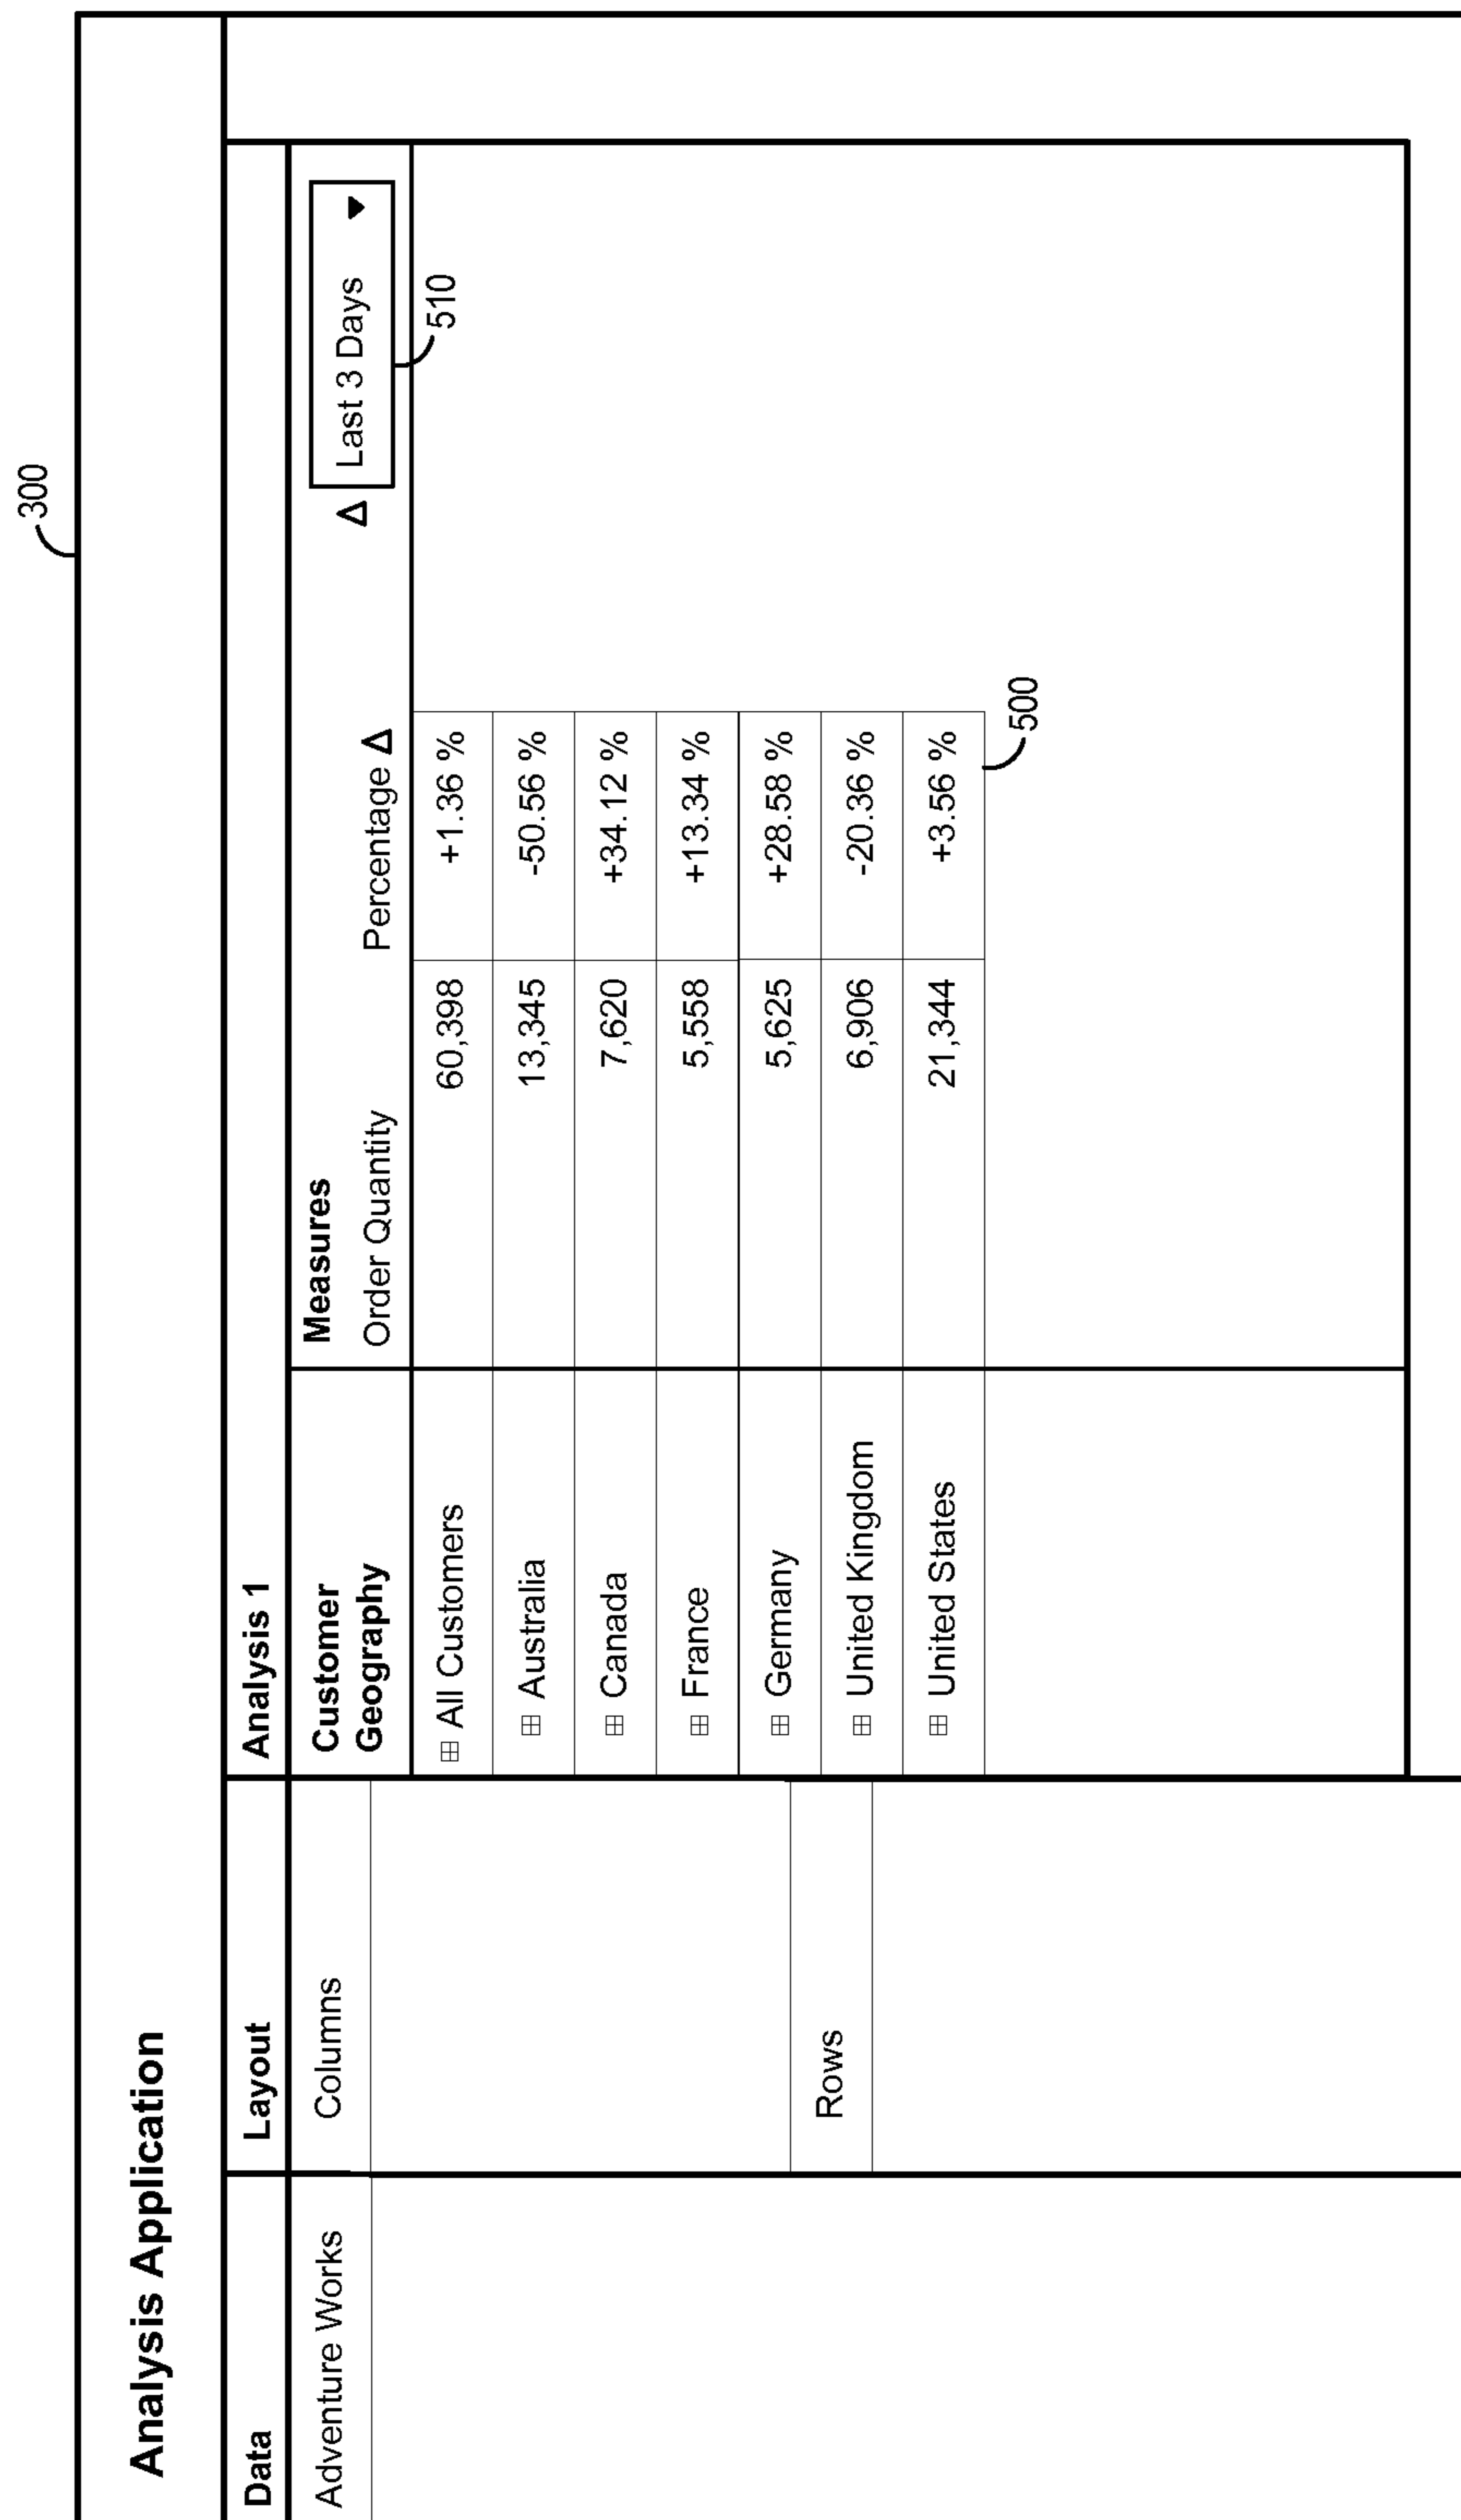 300
Analysis Application
Data
Layout
Analysis 1
Adventure Works
Columns
Rows
Customer
Geography
Measures
Order Quantity
Percentage Δ
Δ
Last 3 Days
510
All Customers 60,398 +1.36 %
Australia 13,345 -50.56 %
Canada 7,620 +34.12 %
France 5,558 +13.34 %
Germany 5,625 +28.58 %
United Kingdom 6,906 -20.36 %
United States 21,344 +3.56 %
500